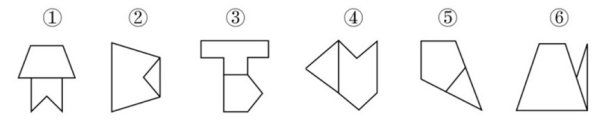 ① ② ③ ④ ⑤ ⑥